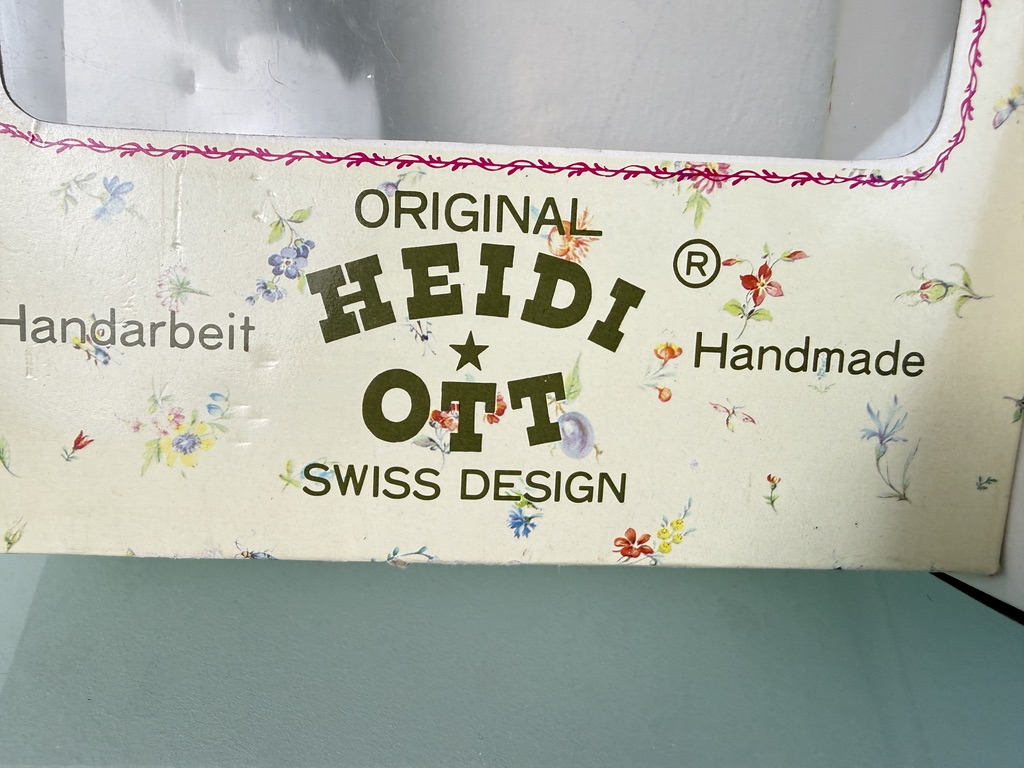 ORIGINAL
HEIDI ®
Handarbeit ★ Handmade
OTT
SWISS DESIGN